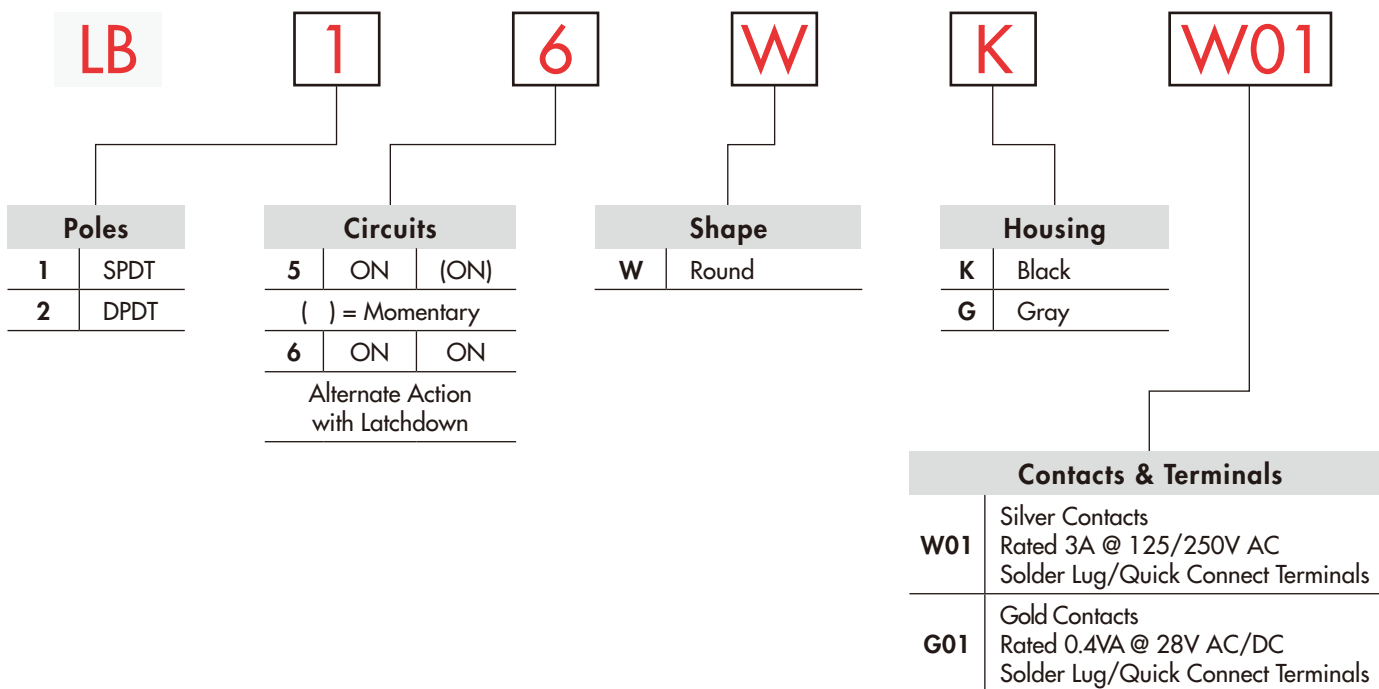 LB 1 6 W K W01
Poles
1 SPDT
2 DPDT
Circuits
5 ON (ON)
( ) = Momentary
6 ON ON
Alternate Action
with Latchdown
Shape
W Round
Housing
K Black
G Gray
Contacts & Terminals
Silver Contacts
W01 Rated 3A @ 125/250V AC
Solder Lug/Quick Connect Terminals
Gold Contacts
G01 Rated 0.4VA @ 28V AC/DC
Solder Lug/Quick Connect Terminals